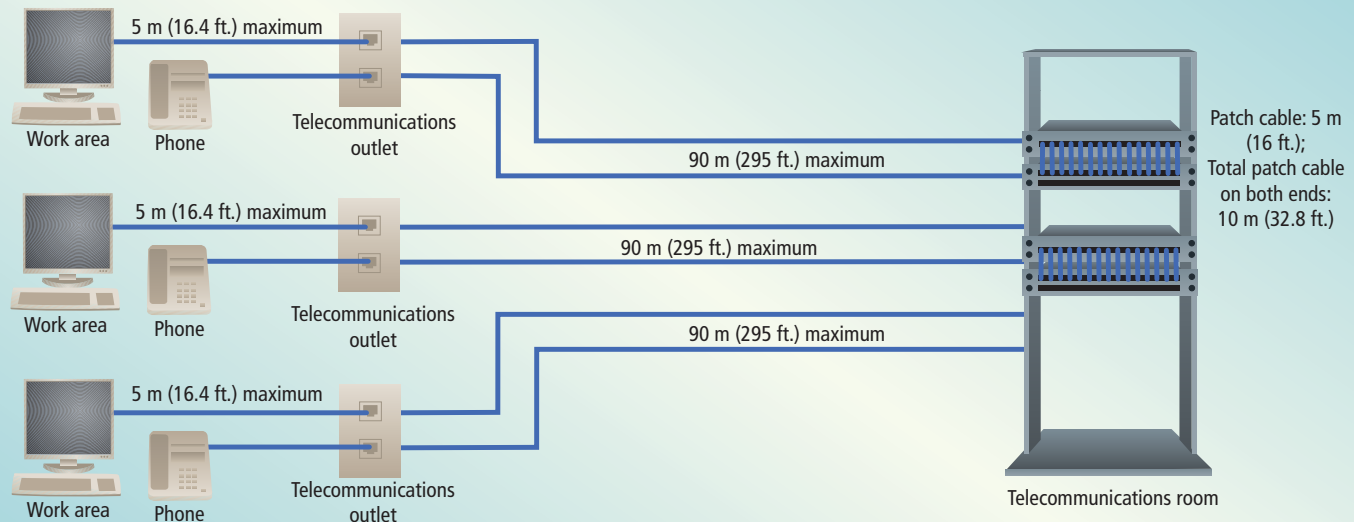 5 m (16.4 ft.) maximum
Work area
Phone
Telecommunications
outlet
90 m (295 ft.) maximum
5 m (16.4 ft.) maximum
Work area
Phone
Telecommunications
outlet
90 m (295 ft.) maximum
5 m (16.4 ft.) maximum
Work area
Phone
Telecommunications
outlet
90 m (295 ft.) maximum
Patch cable: 5 m
(16 ft.);
Total patch cable
on both ends:
10 m (32.8 ft.)
Telecommunications room